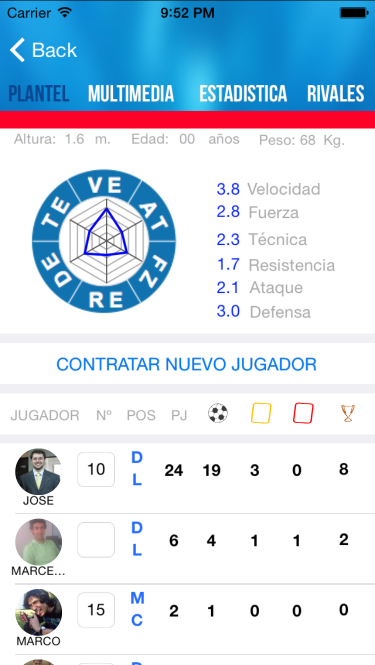 Carrier 9:52 PM
Back
PLANTEL MULTIMEDIA ESTADISTICA RIVALES
Altura: 1.6 m. Edad: 00 años Peso: 68 Kg.
VE
AT
FZ
RE
DE
TE
3.8 Velocidad
2.8 Fuerza
2.3 Técnica
1.7 Resistencia
2.1 Ataque
3.0 Defensa
CONTRATAR NUEVO JUGADOR
JUGADOR Nº POS PJ
10 DL 24 19 3 0 8
JOSE
DL 6 4 1 1 2
MARCE...
15 MC 2 1 0 0 0
MARCO